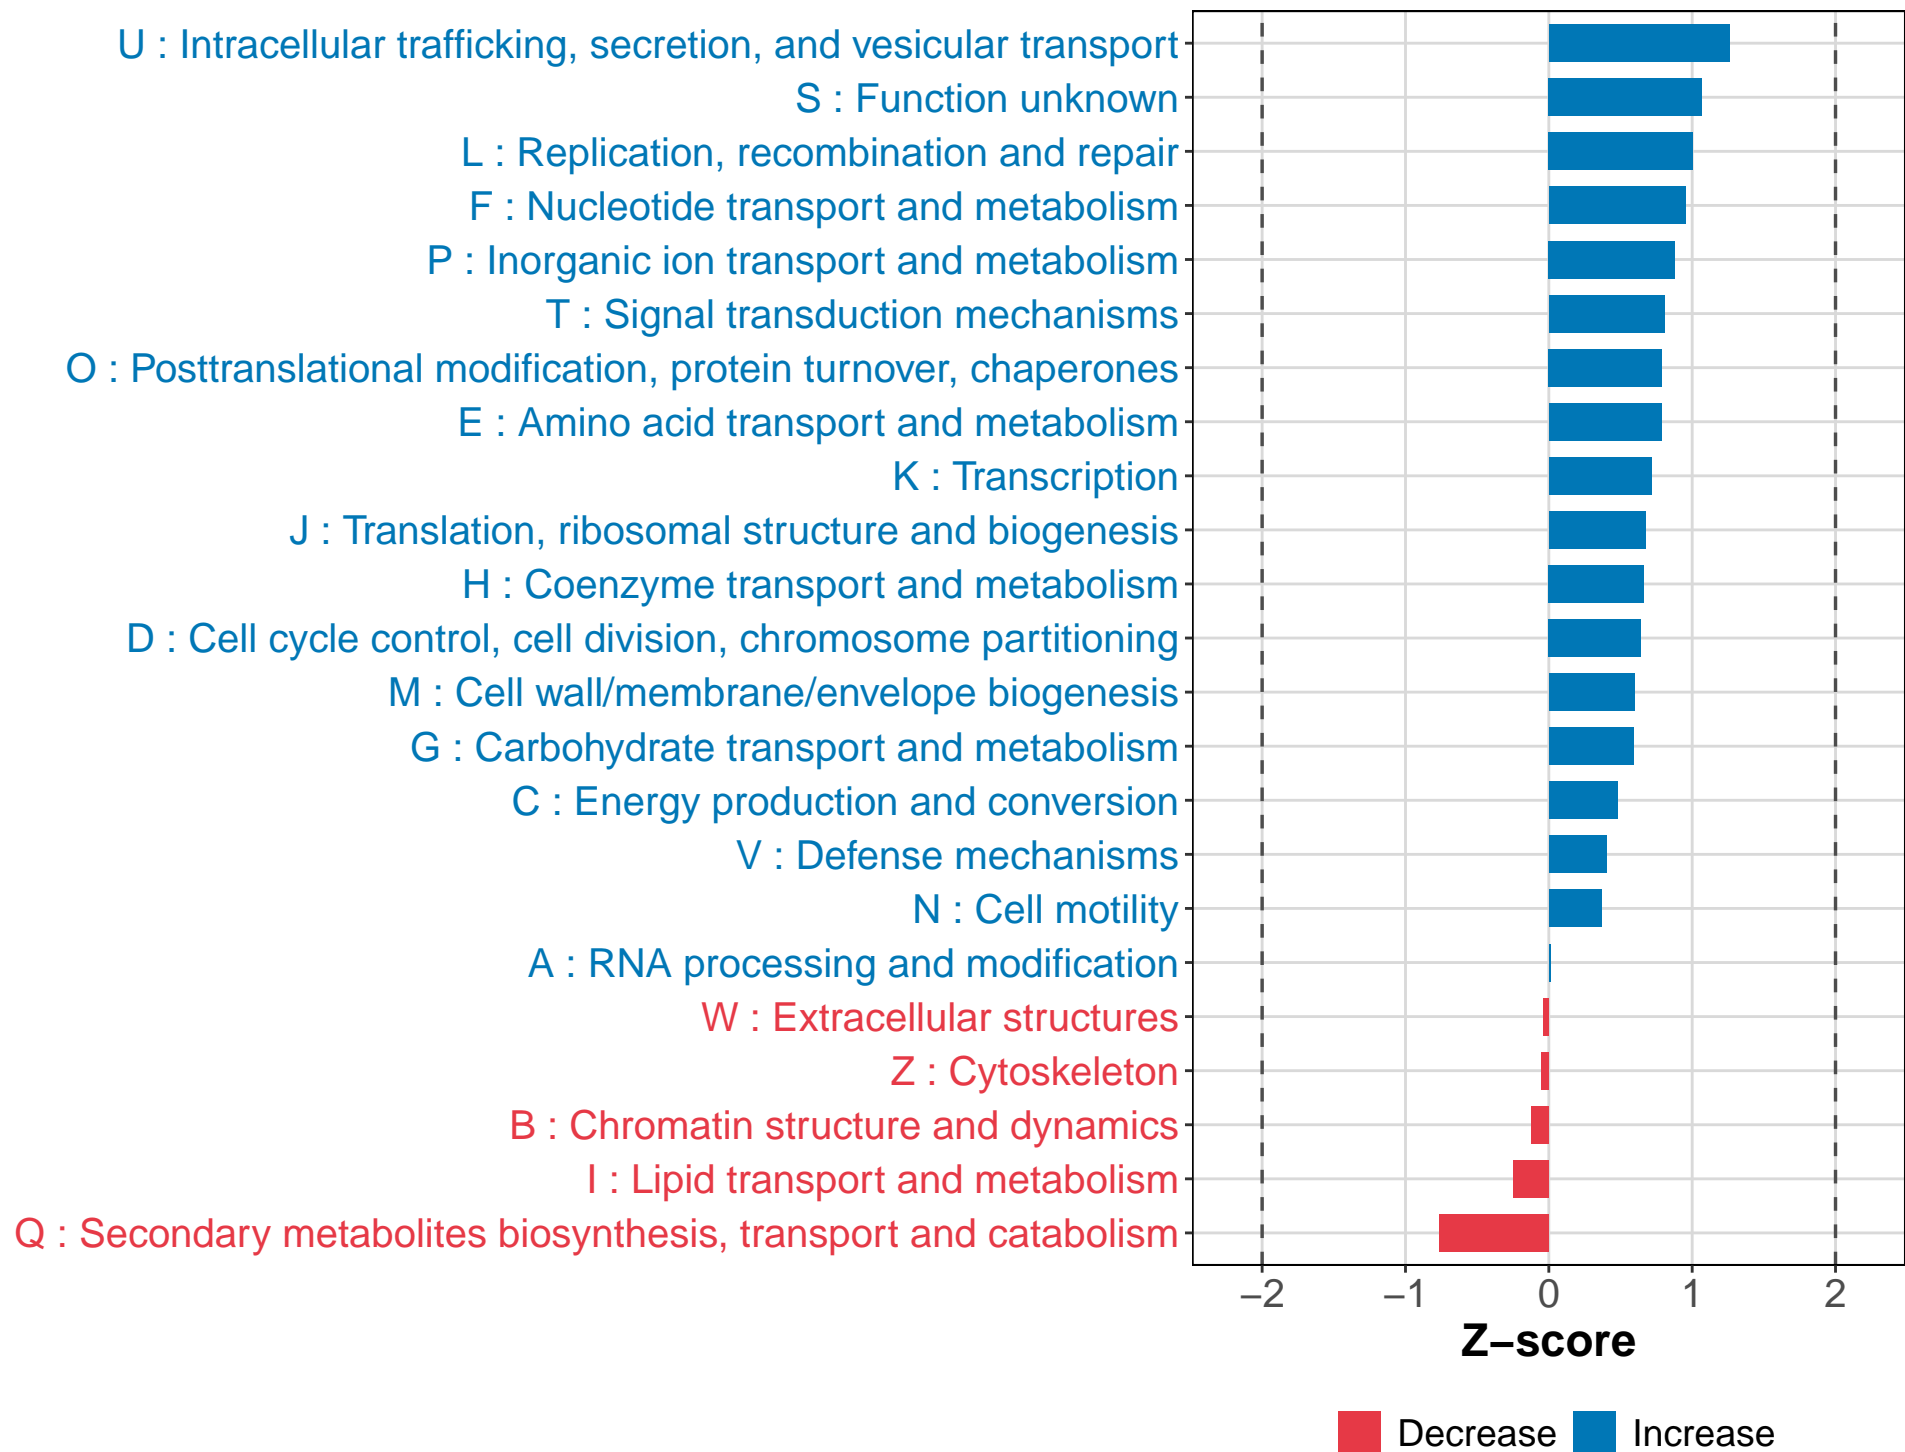 U : Intracellular trafficking, secretion, and vesicular transport
S : Function unknown
L : Replication, recombination and repair
F : Nucleotide transport and metabolism
P : Inorganic ion transport and metabolism
T : Signal transduction mechanisms
O : Posttranslational modification, protein turnover, chaperones
E : Amino acid transport and metabolism
K : Transcription
J : Translation, ribosomal structure and biogenesis
H : Coenzyme transport and metabolism
D : Cell cycle control, cell division, chromosome partitioning
M : Cell wall/membrane/envelope biogenesis
G : Carbohydrate transport and metabolism
C : Energy production and conversion
V : Defense mechanisms
N : Cell motility
A : RNA processing and modification
W : Extracellular structures
Z : Cytoskeleton
B : Chromatin structure and dynamics
I : Lipid transport and metabolism
Q : Secondary metabolites biosynthesis, transport and catabolism
−2 −1 0 1 2
Z−score
Decrease Increase